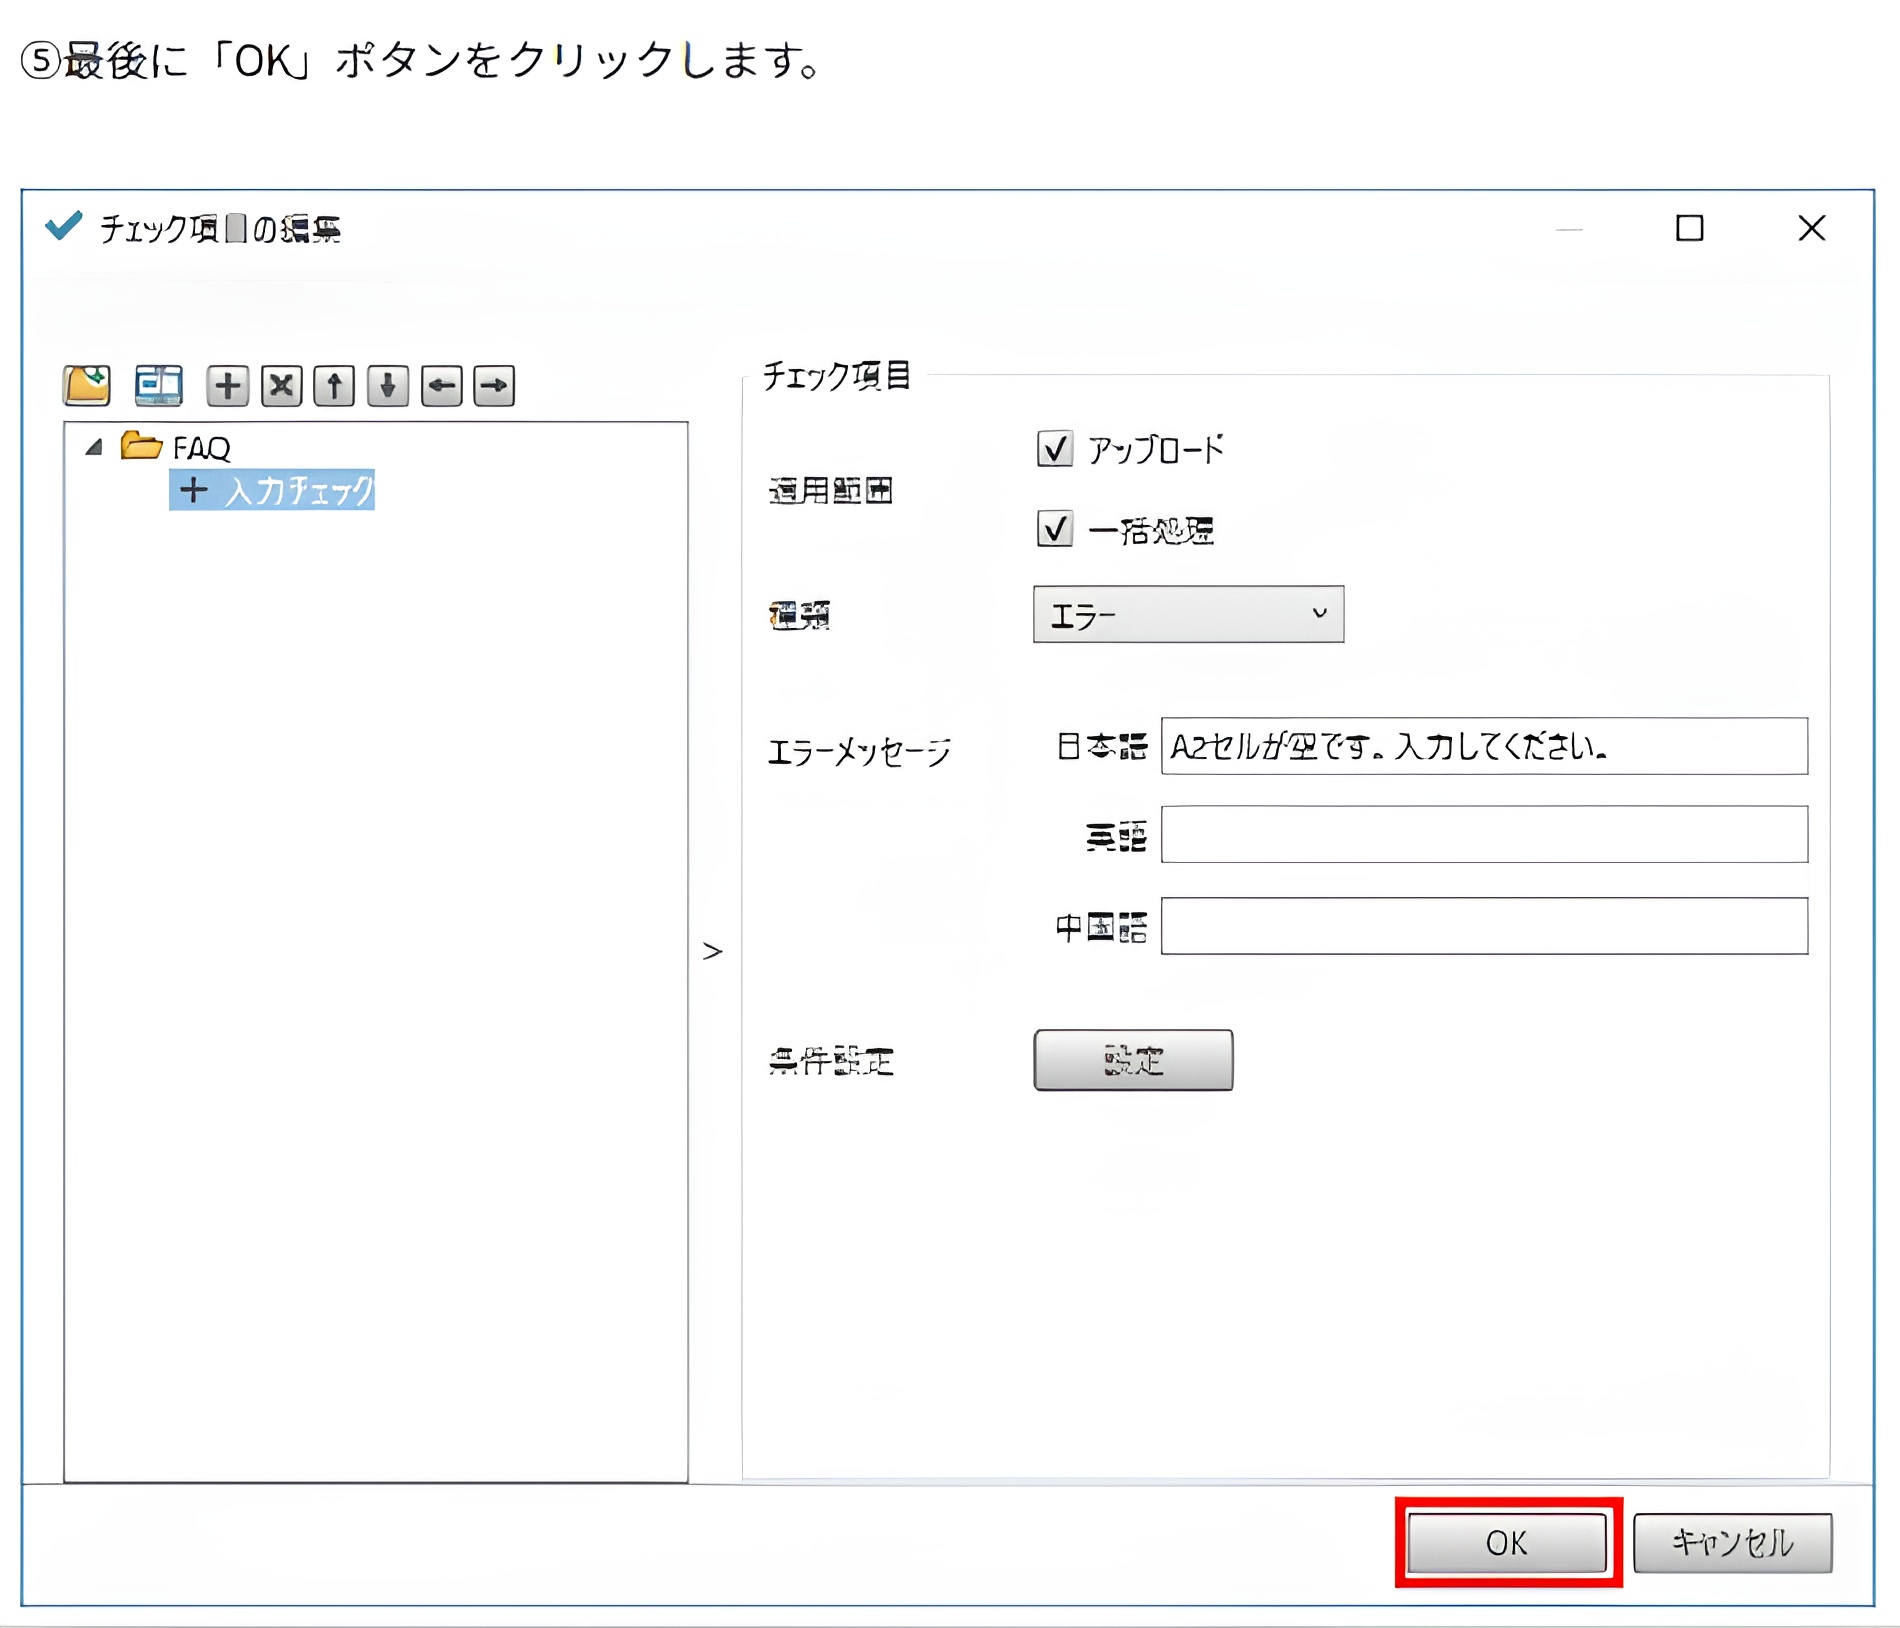 ⑤最後に「OK」ボタンをクリックします。
チェック項目の編集
FAQ
入力チェック
>
チェック項目
適用範囲
アップロード
一括処理
種類
エラー
エラーメッセージ
日本語 A2セルが空です。入力してください。
英語
中国語
条件設定
設定
OK
キャンセル